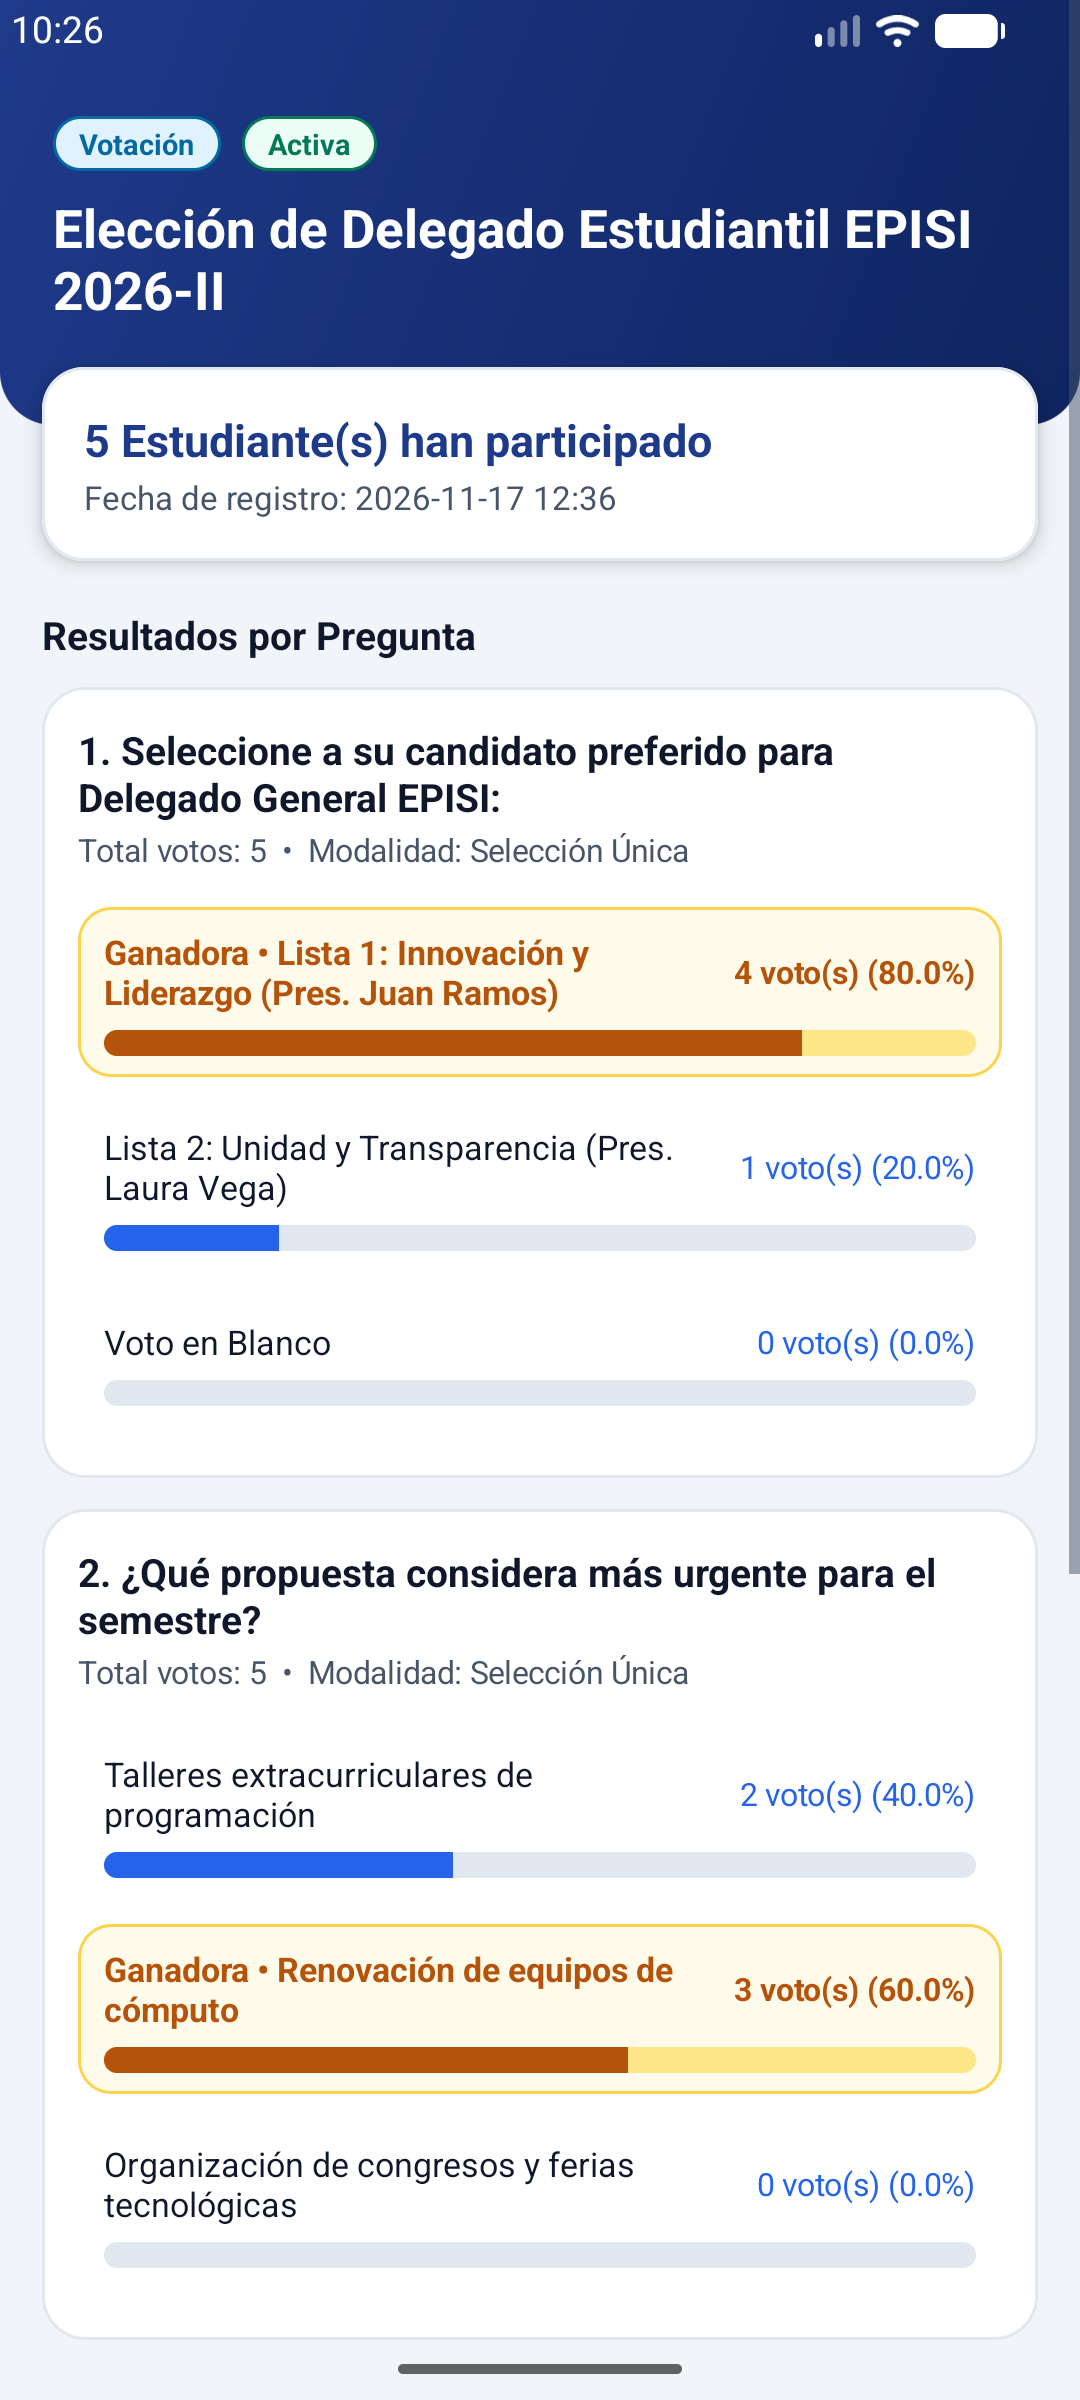 10:26
Votación
Activa
Elección de Delegado Estudiantil EPISI
2026-II
5 Estudiante(s) han participado
Fecha de registro: 2026-11-17 12:36
Resultados por Pregunta
1. Seleccione a su candidato preferido para
Delegado General EPISI:
Total votos: 5 • Modalidad: Selección Única
Ganadora • Lista 1: Innovación y
Liderazgo (Pres. Juan Ramos)
4 voto(s) (80.0%)
Lista 2: Unidad y Transparencia (Pres.
Laura Vega)
1 voto(s) (20.0%)
Voto en Blanco
0 voto(s) (0.0%)
2. ¿Qué propuesta considera más urgente para el
semestre?
Total votos: 5 • Modalidad: Selección Única
Talleres extracurriculares de
programación
2 voto(s) (40.0%)
Ganadora • Renovación de equipos de
cómputo
3 voto(s) (60.0%)
Organización de congresos y ferias
tecnológicas
0 voto(s) (0.0%)